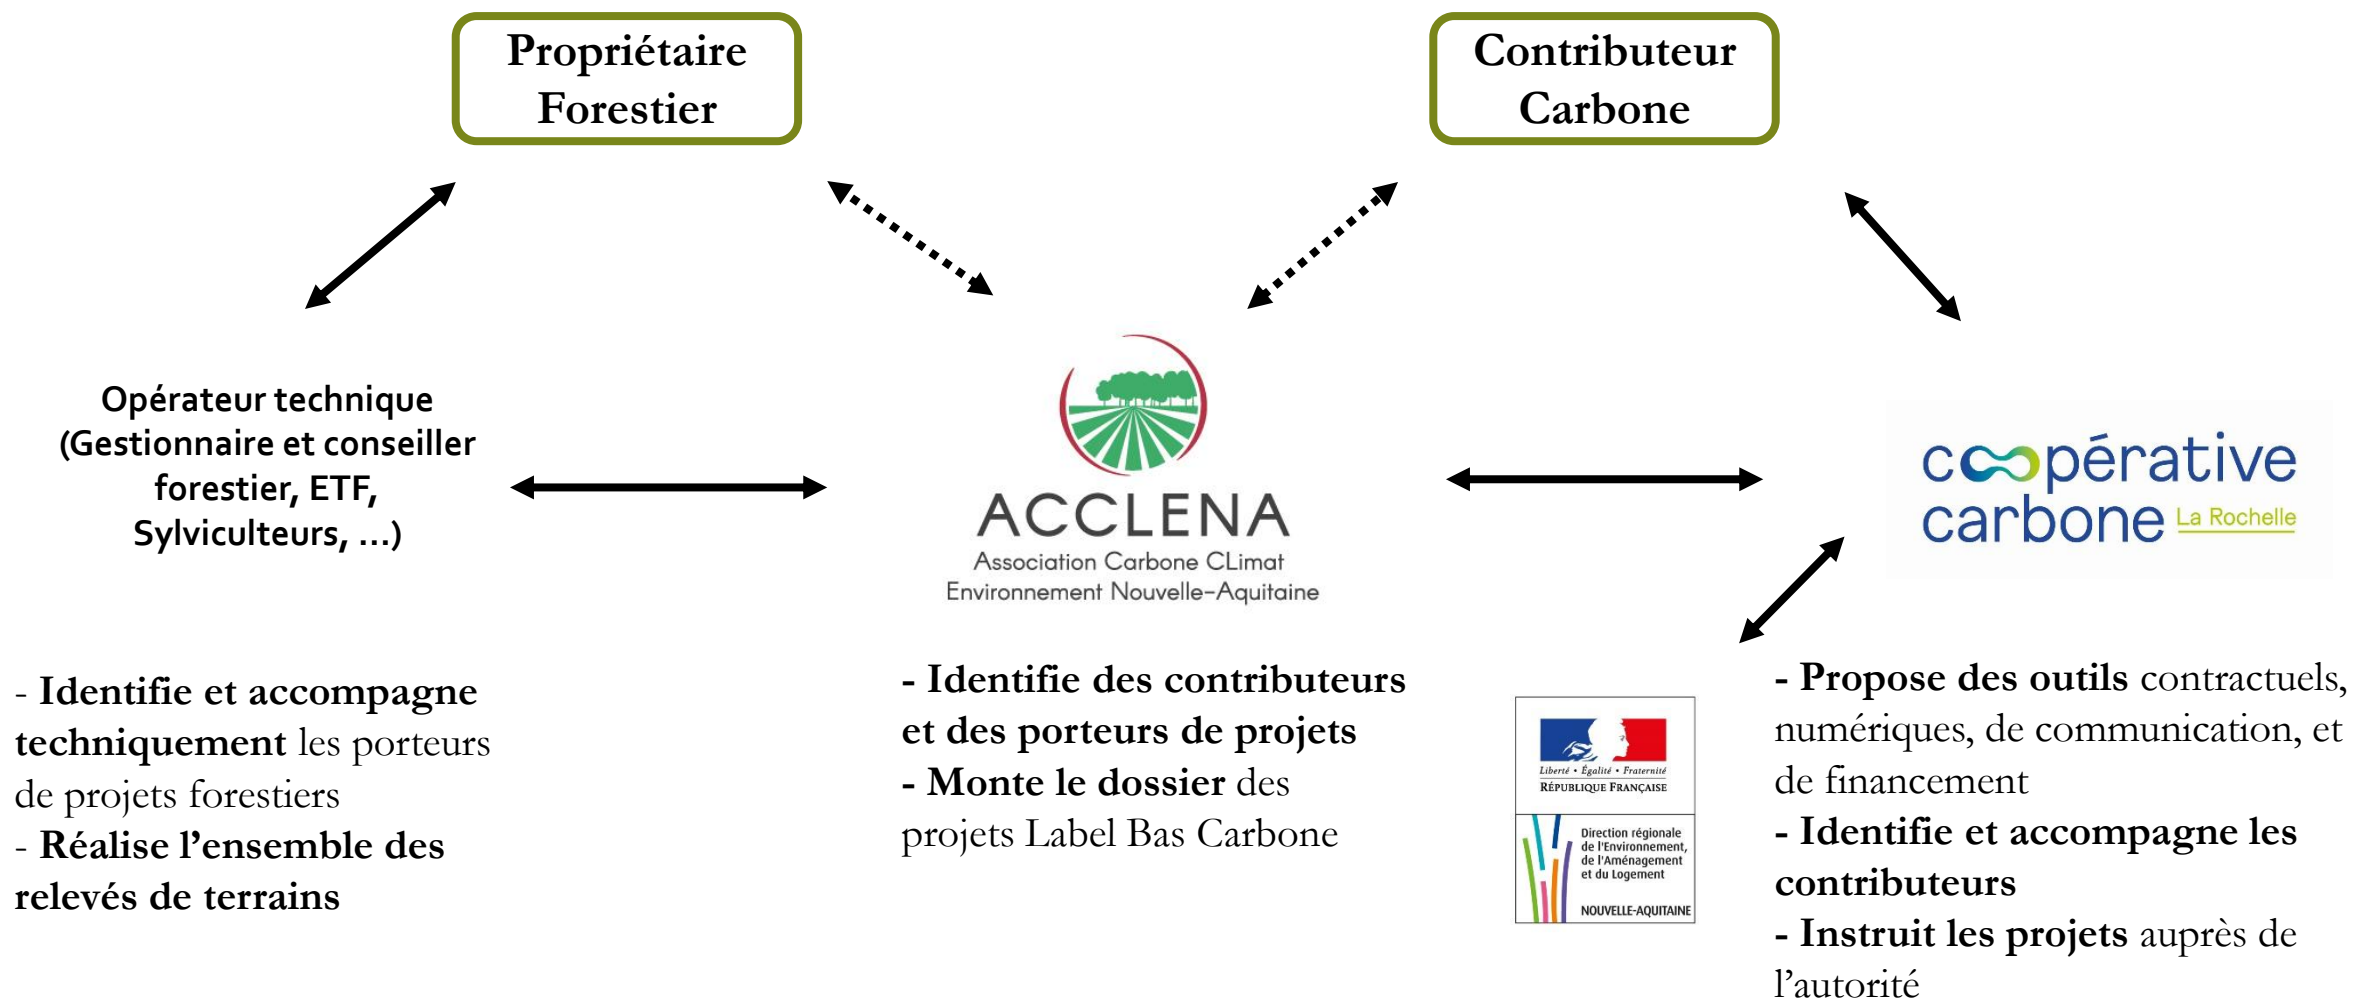 Propriétaire
Forestier
Contributeur
Carbone
Opérateur technique
(Gestionnaire et conseiller
forestier, ETF,
Sylviculteurs, ...)
ACCLENA
Association Carbone CLimat
Environnement Nouvelle-Aquitaine
coopérative
carbone La Rochelle
- Identifie et accompagne
techniquement les porteurs
de projets forestiers
- Réalise l’ensemble des
relevés de terrains
- Identifie des contributeurs
et des porteurs de projets
- Monte le dossier des
projets Label Bas Carbone
Liberté • Égalité • Fraternité
RÉPUBLIQUE FRANÇAISE
Direction régionale
de l'Environnement,
de l'Aménagement
et du Logement
NOUVELLE-AQUITAINE
- Propose des outils contractuels,
numériques, de communication, et
de financement
- Identifie et accompagne les
contributeurs
- Instruit les projets auprès de
l’autorité